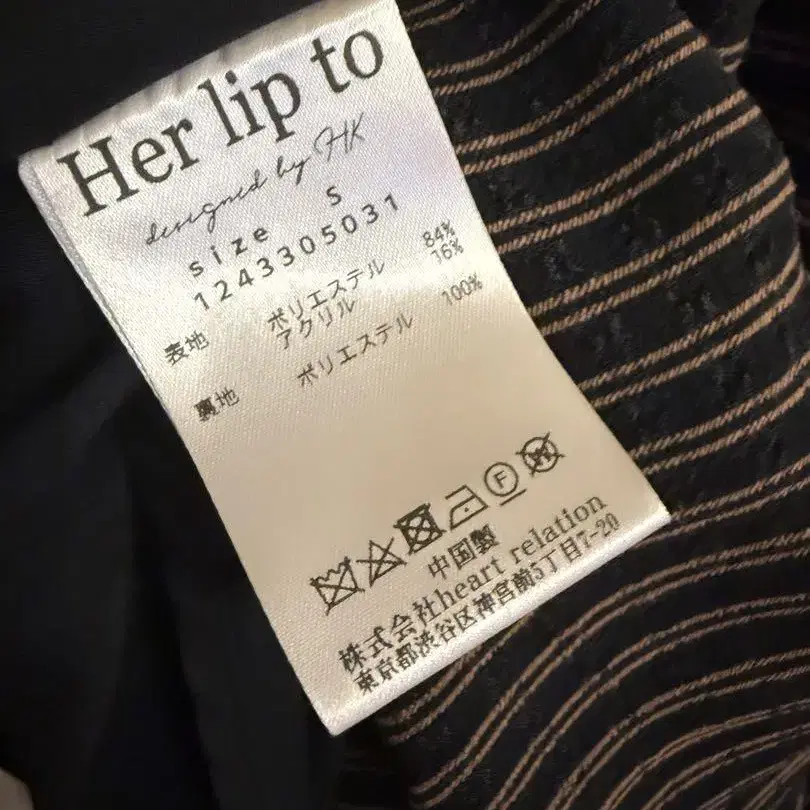 Her lip to
designed by HK
size S
1243305031
表地 ポリエステル 84%
アクリル 16%
裏地 ポリエステル 100%
中国製
株式会社heart relation
東京都渋谷区神宮前5丁目7-20